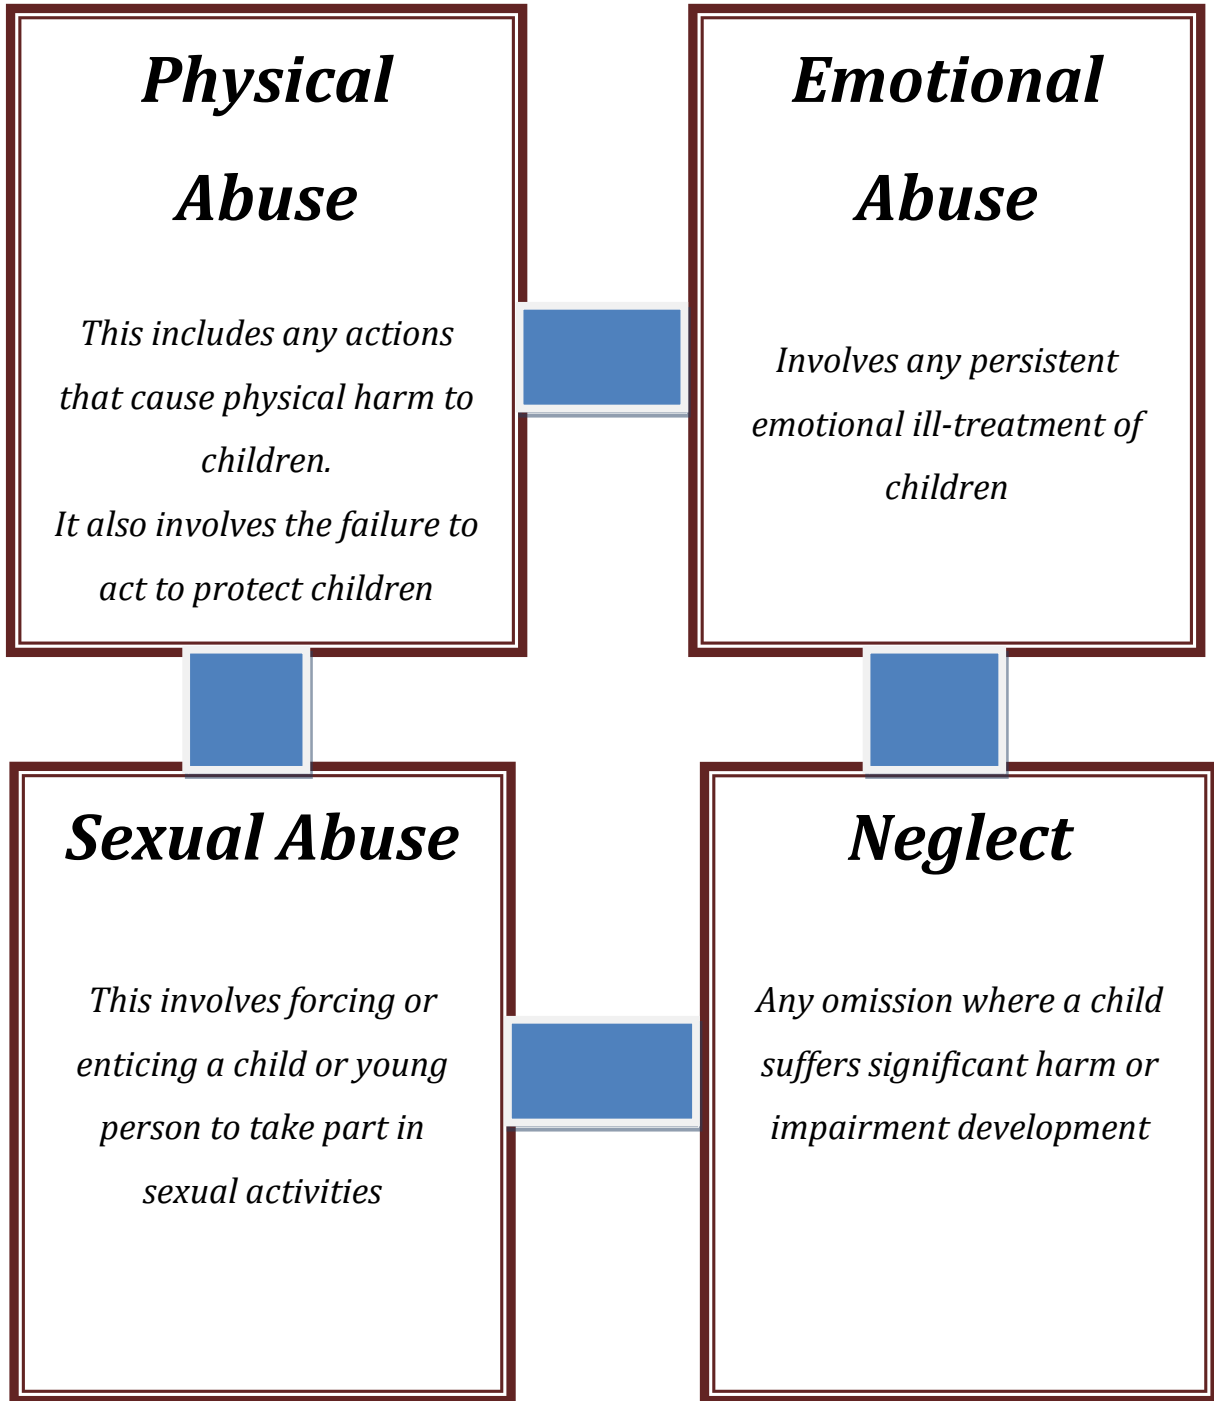 Physical
Abuse
This includes any actions
that cause physical harm to
children.
It also involves the failure to
act to protect children
Emotional
Abuse
Involves any persistent
emotional ill-treatment of
children
Sexual Abuse
This involves forcing or
enticing a child or young
person to take part in
sexual activities
Neglect
Any omission where a child
suffers significant harm or
impairment development